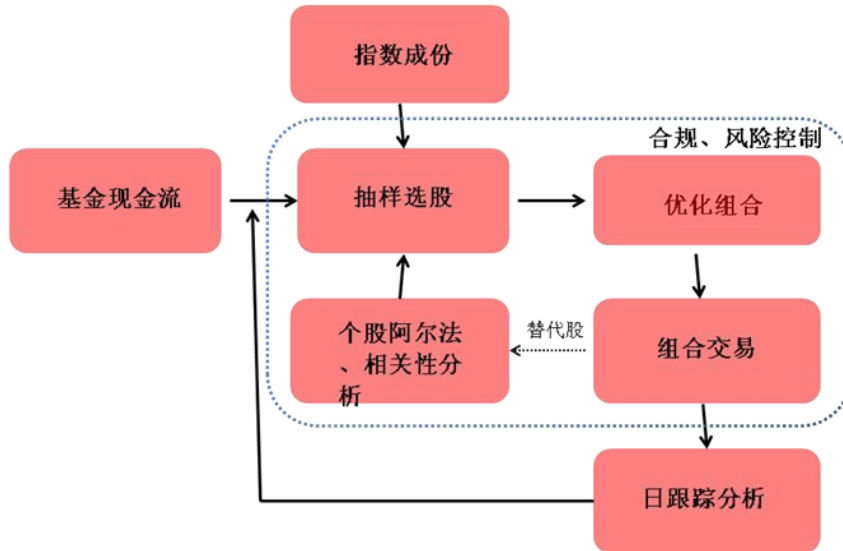 指数成份
合规、风险控制
基金现金流
抽样选股
优化组合
个股阿尔法
、相关性分
析
替代股
组合交易
日跟踪分析